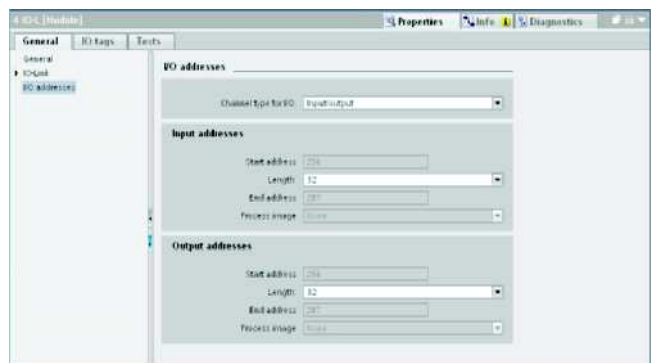 4 IO-L [Module]
Properties Info Diagnostics
General IO tags Texts
General
IO-Link
I/O addresses
I/O addresses
Channel type for I/O: Input/output
Input addresses
Start address:
Length: 32
End address: 287
Process image: None
Output addresses
Start address: 256
Length: 32
End address: 287
Process image: None